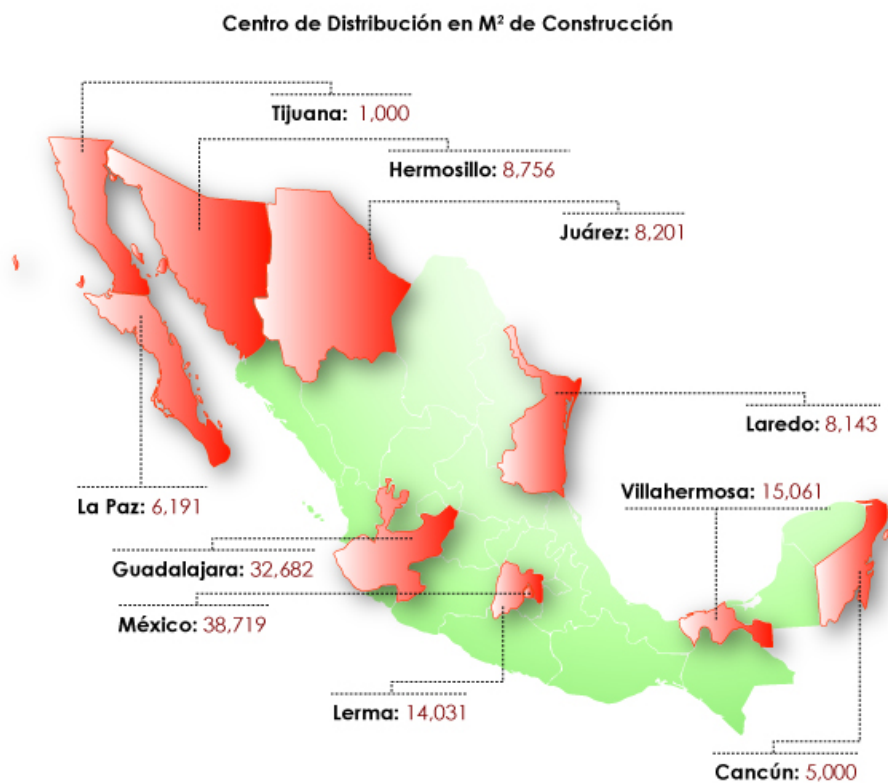 Centro de Distribución en M² de Construcción
Tijuana: 1,000
Hermosillo: 8,756
Juárez: 8,201
Laredo: 8,143
Villahermosa: 15,061
La Paz: 6,191
Guadalajara: 32,682
México: 38,719
Lerma: 14,031
Cancún: 5,000